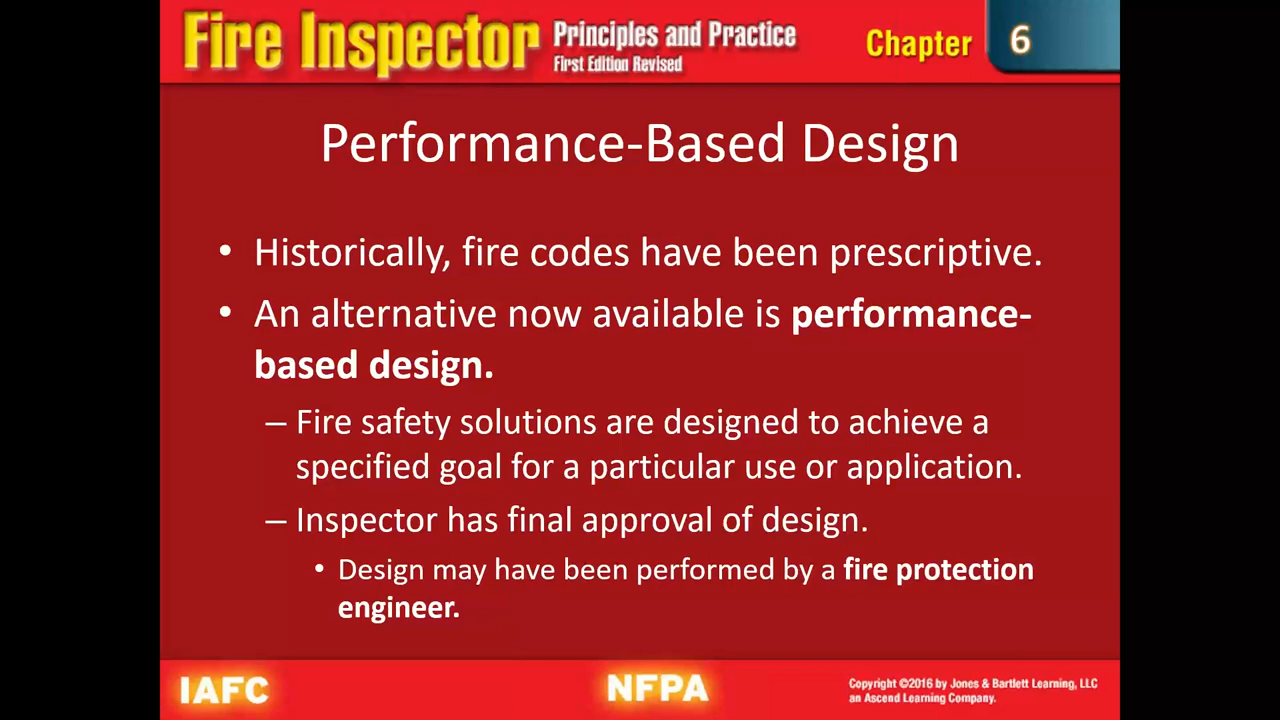 Fire Inspector Principles and Practice
First Edition Revised
Chapter 6
Performance-Based Design
• Historically, fire codes have been prescriptive.
• An alternative now available is performance-
based design.
– Fire safety solutions are designed to achieve a
specified goal for a particular use or application.
– Inspector has final approval of design.
• Design may have been performed by a fire protection
engineer.
IAFC
NFPA
Copyright ©2016 by Jones & Bartlett Learning, LLC
an Ascend Learning Company.